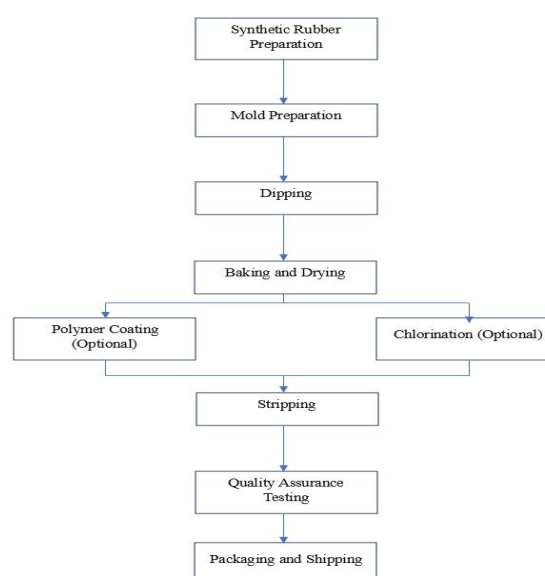 Synthetic Rubber
Preparation
Mold Preparation
Dipping
Baking and Drying
Polymer Coating
(Optional)
Chlorination (Optional)
Stripping
Quality Assurance
Testing
Packaging and Shipping